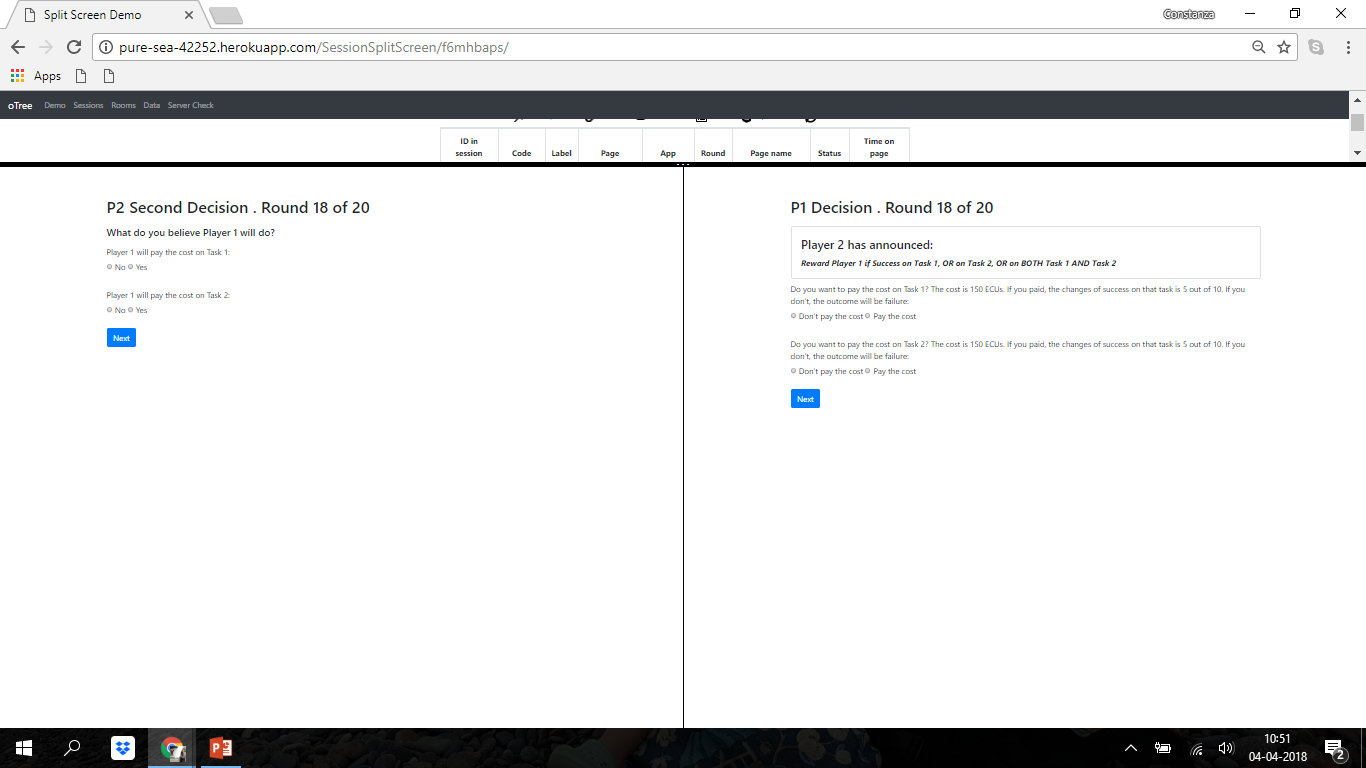 Split Screen Demo
Constanza
pure-sea-42252.herokuapp.com/SessionSplitScreen/f6mhbaps/
Apps
oTree Demo Sessions Rooms Data Server Check
ID in session Code Label Page App Round Page name Status Time on page
P2 Second Decision . Round 18 of 20
What do you believe Player 1 will do?
Player 1 will pay the cost on Task 1:
No Yes
Player 1 will pay the cost on Task 2:
No Yes
Next
P1 Decision . Round 18 of 20
Player 2 has announced:
Reward Player 1 if Success on Task 1, OR on Task 2, OR on BOTH Task 1 AND Task 2
Do you want to pay the cost on Task 1? The cost is 150 ECUs. If you paid, the changes of success on that task is 5 out of 10. If you
don't, the outcome will be failure:
Don't pay the cost Pay the cost
Do you want to pay the cost on Task 2? The cost is 150 ECUs. If you paid, the changes of success on that task is 5 out of 10. If you
don't, the outcome will be failure:
Don't pay the cost Pay the cost
Next
10:51
04-04-2018
2